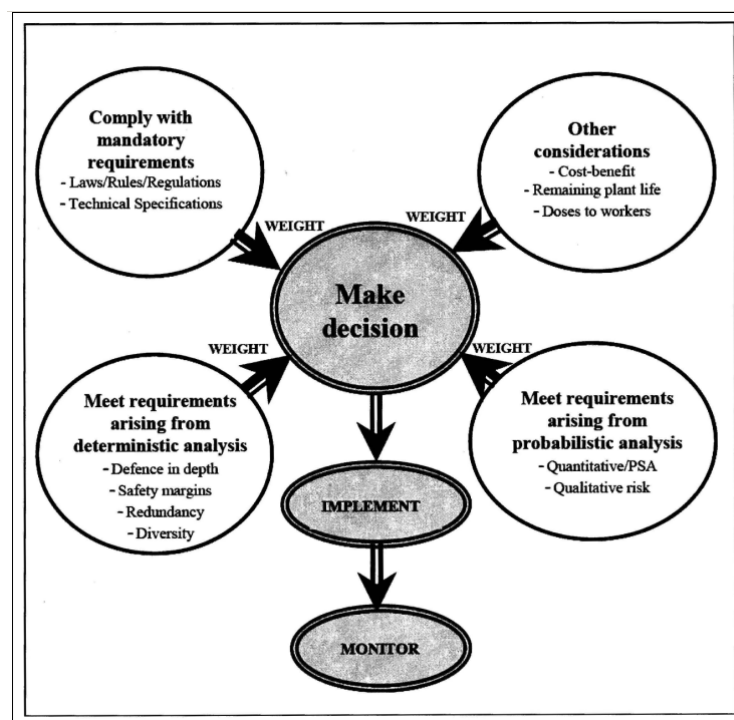 Comply with
mandatory
requirements
- Laws/Rules/Regulations
- Technical Specifications
Other
considerations
- Cost-benefit
- Remaining plant life
- Doses to workers
WEIGHT
WEIGHT
Make
decision
WEIGHT
WEIGHT
Meet requirements
arising from
deterministic analysis
- Defence in depth
- Safety margins
- Redundancy
- Diversity
Meet requirements
arising from
probabilistic analysis
- Quantitative/PSA
- Qualitative risk
IMPLEMENT
MONITOR